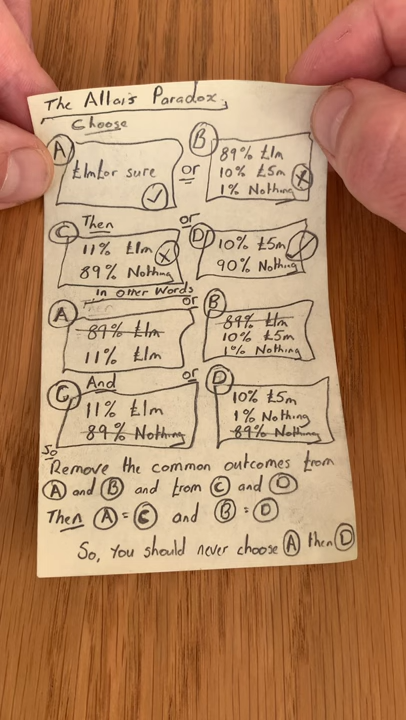 The Allais Paradox
Choose
A £1m for sure ✓
or
B 89% £1m
10% £5m
1% Nothing X
Then
or
C 11% £1m X
89% Nothing
D 10% £5m ✓
90% Nothing
in Other Words
or
A 89% £1m
11% £1m
B 89% £1m
10% £5m
1% Nothing
And
or
C 11% £1m
89% Nothing
D 10% £5m
1% Nothing
89% Nothing
So
Remove the common outcomes from
A and B and from C and D
Then A = C and B = D
So, You should never choose A then D